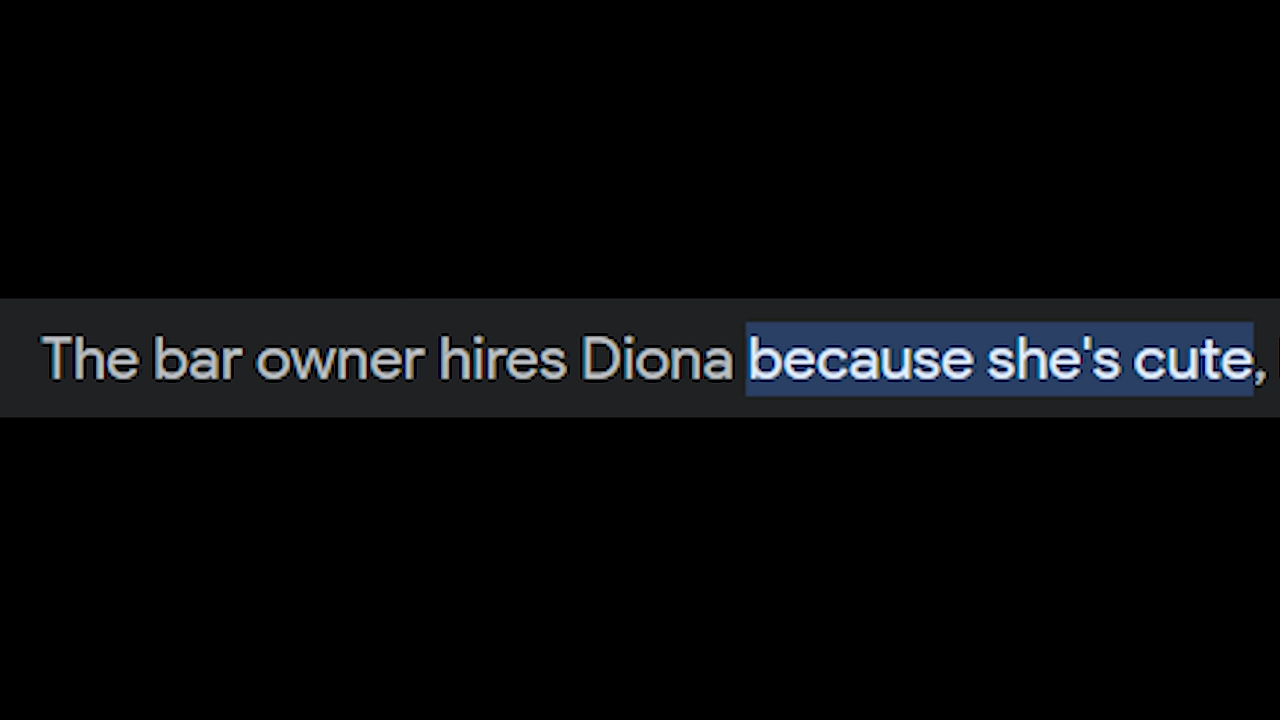 The bar owner hires Diona because she's cute,